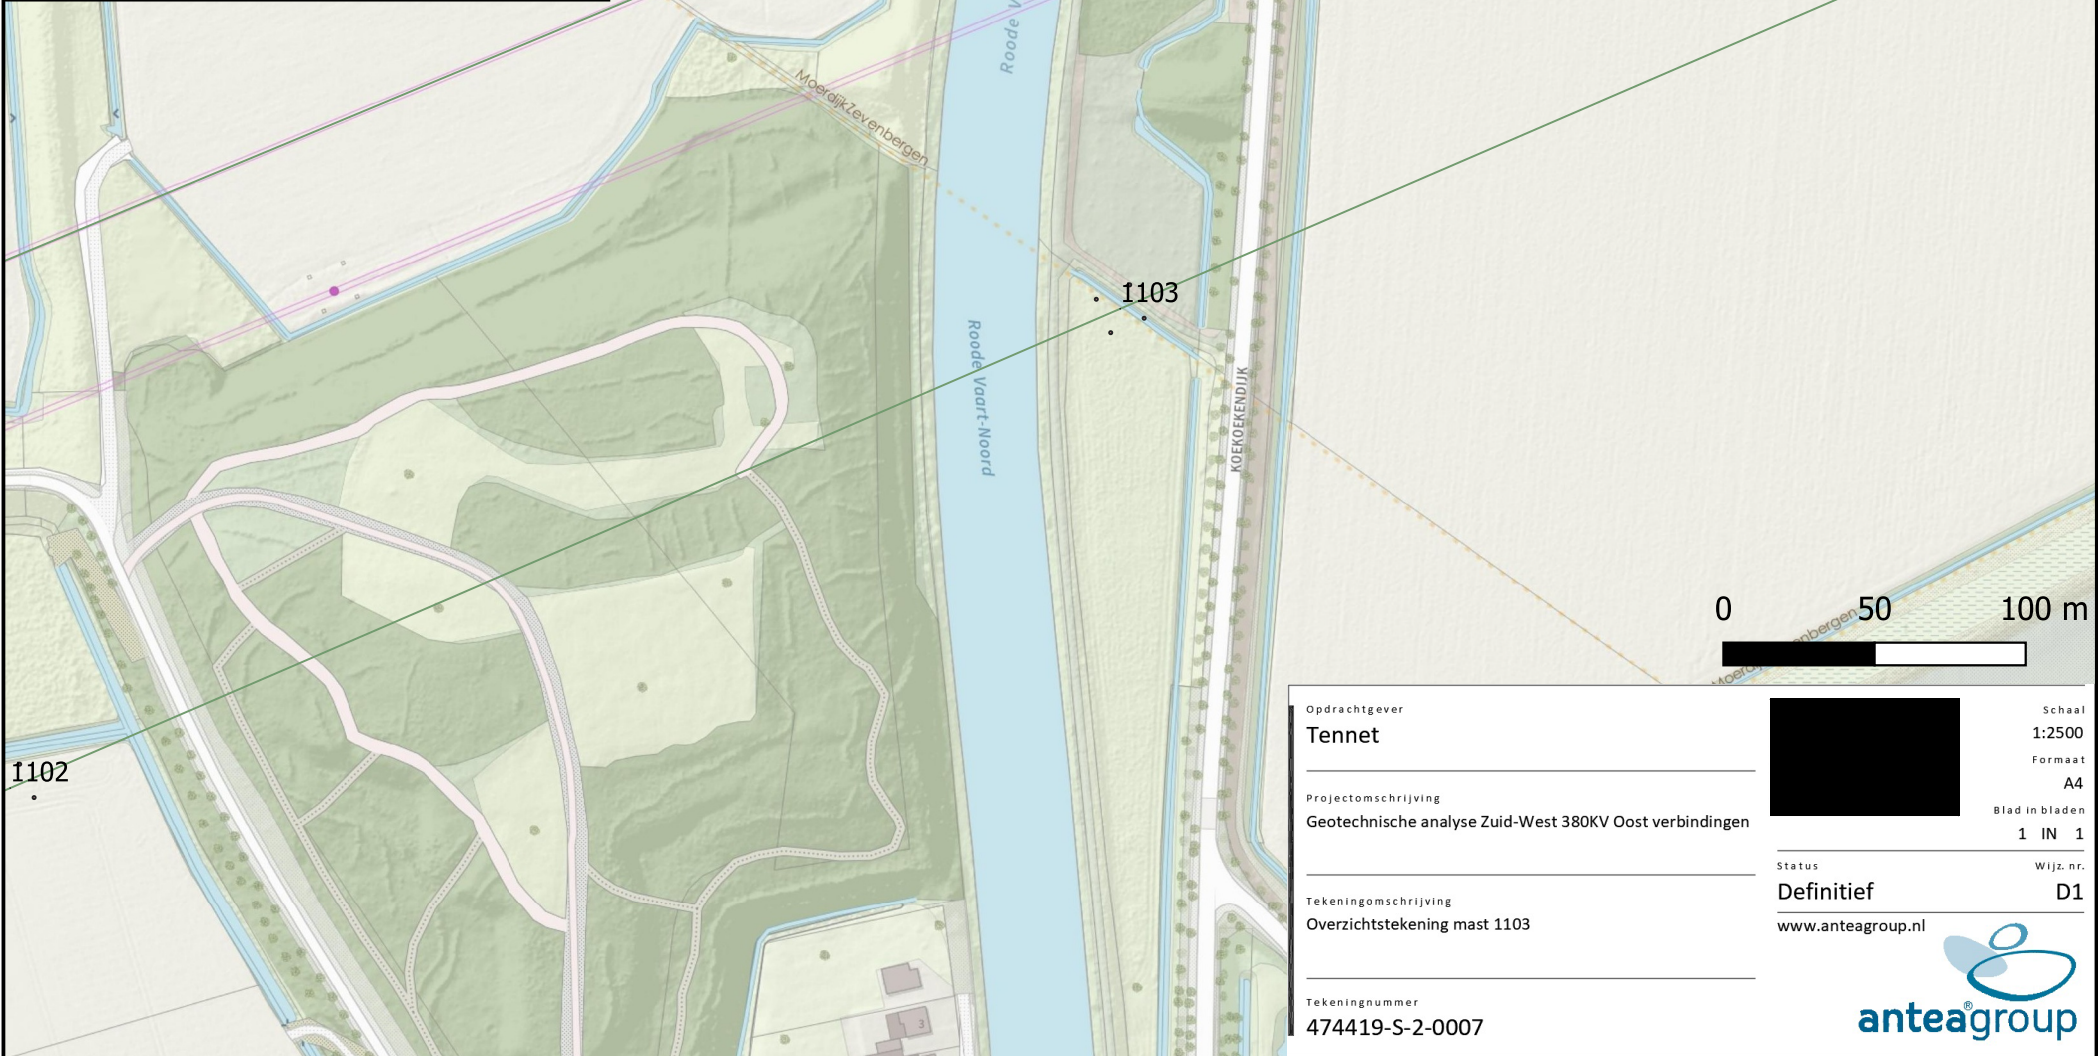 Roode V
MoerdijkZevenbergen
1103
Roode Vaart-Noord
KOEKOEKENDIJK
0 50 100 m
1102
3
Opdrachtgever
Tennet
Projectomschrijving
Geotechnische analyse Zuid-West 380KV Oost verbindingen
Tekeningomschrijving
Overzichtstekening mast 1103
Tekeningnummer
474419-S-2-0007
Schaal
1:2500
Formaat
A4
Blad in bladen
1 IN 1
Status
Wijz. nr.
Definitief
D1
www.anteagroup.nl
anteagroup®